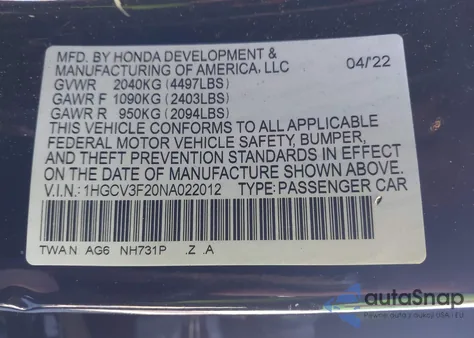 MFD. BY HONDA DEVELOPMENT &
MANUFACTURING OF AMERICA, LLC 04/22
GVWR 2040KG (4497LBS)
GAWR F 1090KG (2403LBS)
GAWR R 950KG (2094LBS)
THIS VEHICLE CONFORMS TO ALL APPLICABLE
FEDERAL MOTOR VEHICLE SAFETY, BUMPER,
AND THEFT PREVENTION STANDARDS IN EFFECT
ON THE DATE OF MANUFACTURE SHOWN ABOVE.
V.I.N.: 1HGCV3F20NA022012 TYPE: PASSENGER CAR
TWA N AG6 NH731P .Z .A
autoSnap